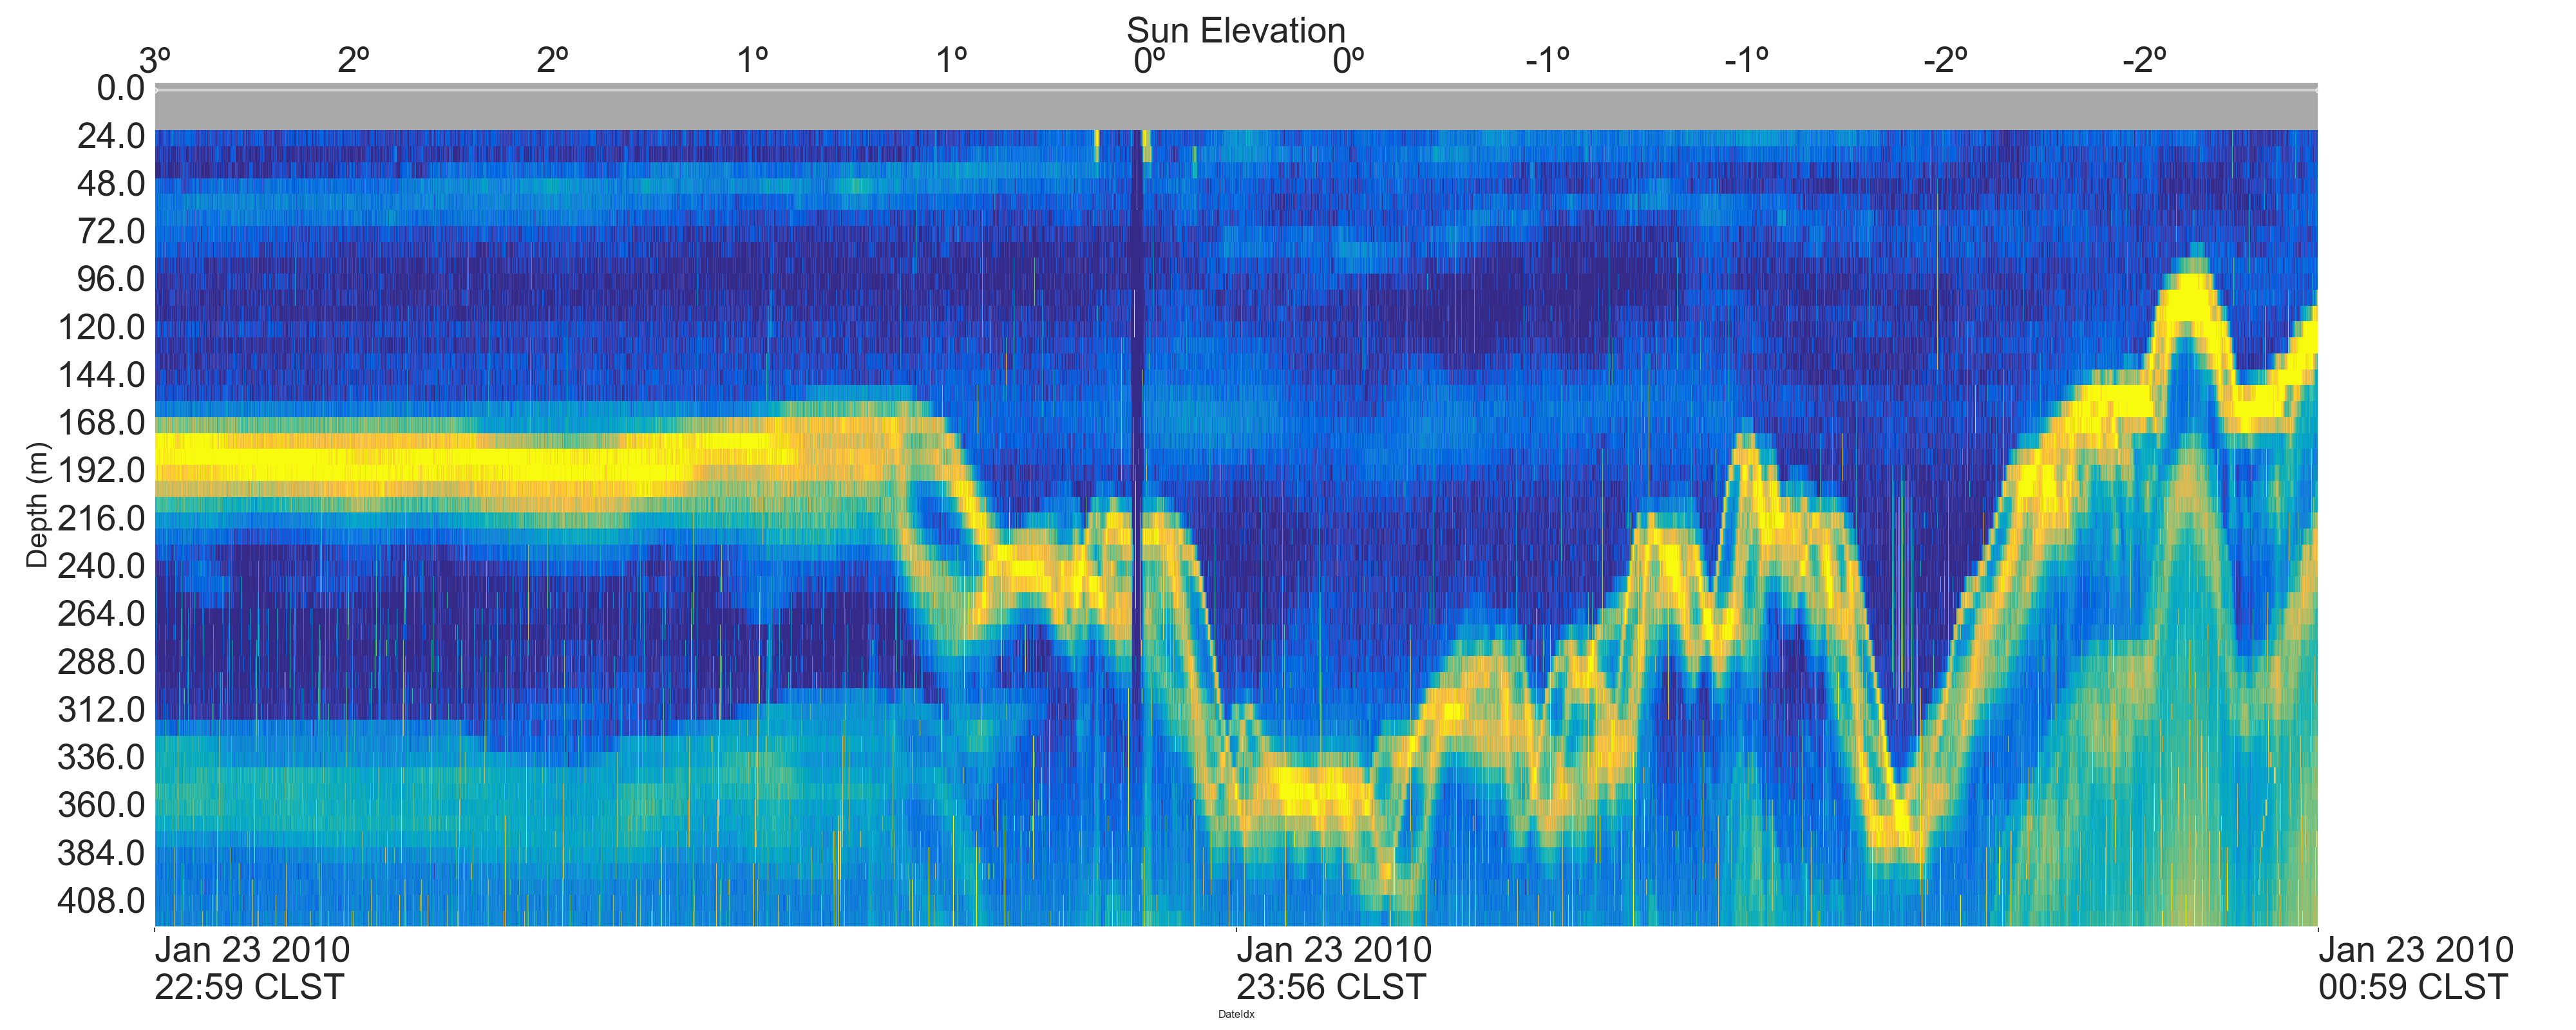 Sun Elevation
3º 2º 2º 1º 1º 0º 0º -1º -1º -2º -2º
0.0
24.0
48.0
72.0
96.0
120.0
144.0
168.0
192.0
216.0
240.0
264.0
288.0
312.0
336.0
360.0
384.0
408.0
Depth (m)
Jan 23 2010
22:59 CLST
Jan 23 2010
23:56 CLST
Jan 23 2010
00:59 CLST
DateIdx